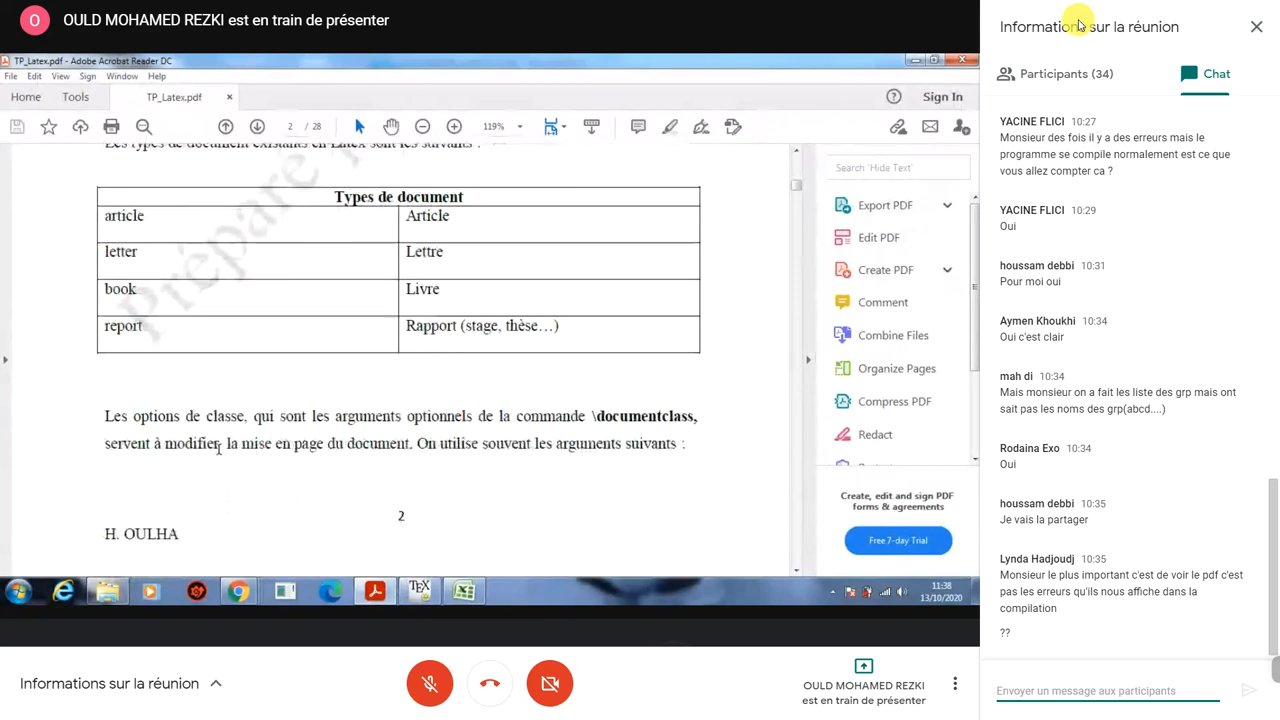 O OULD MOHAMED REZKI est en train de présenter
TP_Latex.pdf - Adobe Acrobat Reader DC
File Edit View Sign Window Help
Home Tools TP_Latex.pdf × Sign In
2 / 28 119%
Les types de document existants en Latex sont les suivants :
Préparé
Types de document
article Article
letter Lettre
book Livre
report Rapport (stage, thèse…)
Les options de classe, qui sont les arguments optionnels de la commande \documentclass,
servent à modifier la mise en page du document. On utilise souvent les arguments suivants :
2
H. OULHA
Search 'Hide Text'
Export PDF
Edit PDF
Create PDF
Comment
Combine Files
Organize Pages
Compress PDF
Redact
Create, edit and sign PDF
forms & agreements
Free 7-day Trial
TEX
11:38
13/10/2020
Informations sur la réunion
OULD MOHAMED REZKI
est en train de présenter
Informations sur la réunion
Participants (34) Chat
YACINE FLICI 10:27
Monsieur des fois il y a des erreurs mais le
programme se compile normalement est ce que
vous allez compter ca ?
YACINE FLICI 10:29
Oui
houssam debbi 10:31
Pour moi oui
Aymen Khoukhi 10:34
Oui c'est clair
mah di 10:34
Mais monsieur on a fait les liste des grp mais ont
sait pas les noms des grp(abcd....)
Rodaina Exo 10:34
Oui
houssam debbi 10:35
Je vais la partager
Lynda Hadjoudj 10:35
Monsieur le plus important c'est de voir le pdf c'est
pas les erreurs qu'ils nous affiche dans la
compilation
??
Envoyer un message aux participants